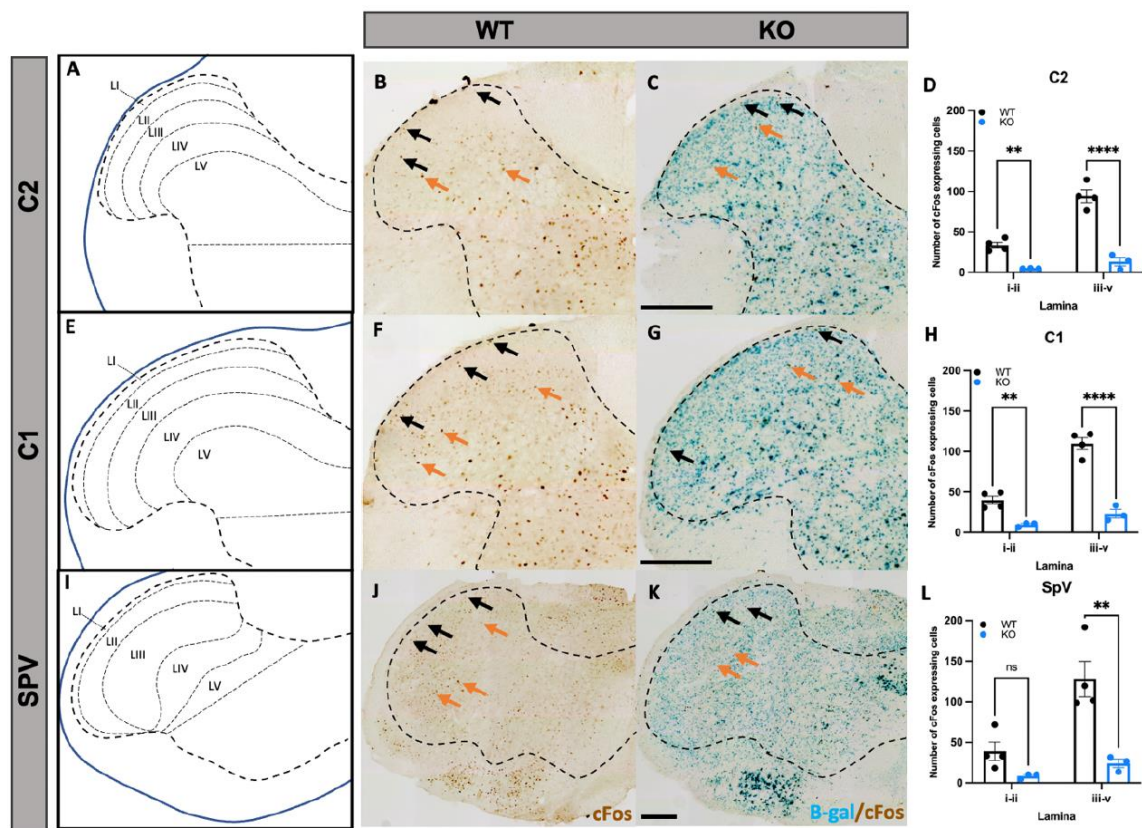 WT
KO
C2
A
LI
LII
LIII
LIV
LV
B
C
D
C2
WT
KO
Number of cFos expressing cells
200
150
100
50
0
**
****
i-ii
iii-v
Lamina
C1
E
LI
LII
LIII
LIV
LV
F
G
H
C1
WT
KO
Number of cFos expressing cells
200
150
100
50
0
**
****
i-ii
iii-v
Lamina
SPV
I
LI
LII
LIII
LIV
LV
J
cFos
K
B-gal/cFos
L
SpV
WT
KO
Number of cFos expressing cells
200
150
100
50
0
ns
**
i-ii
iii-v
Lamina